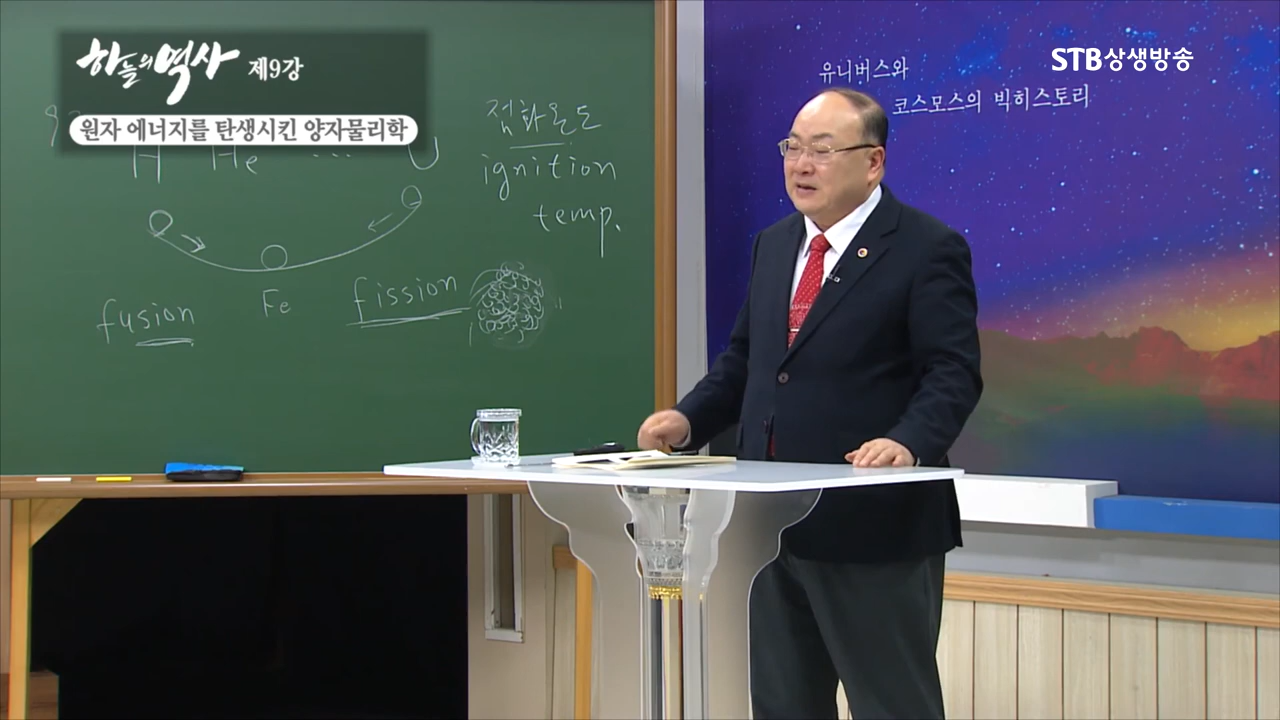 하늘의 역사 제9강
원자 에너지를 탄생시킨 양자물리학
STB상생방송
유니버스와
코스모스의 빅히스토리
H He ... U
점화온도
ignition
temp.
fusion
Fe
fission